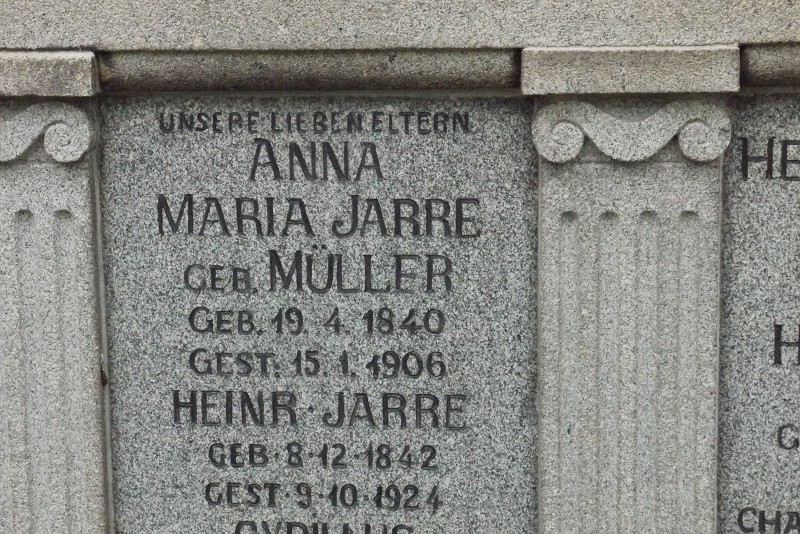 UNSERE LIEBEN ELTERN
ANNA
MARIA JARRE
GEB. MÜLLER
GEB. 19. 4. 1840
GEST. 15. 1. 1906
HEINR · JARRE
GEB · 8 · 12 · 1842
GEST · 9 · 10 · 1924